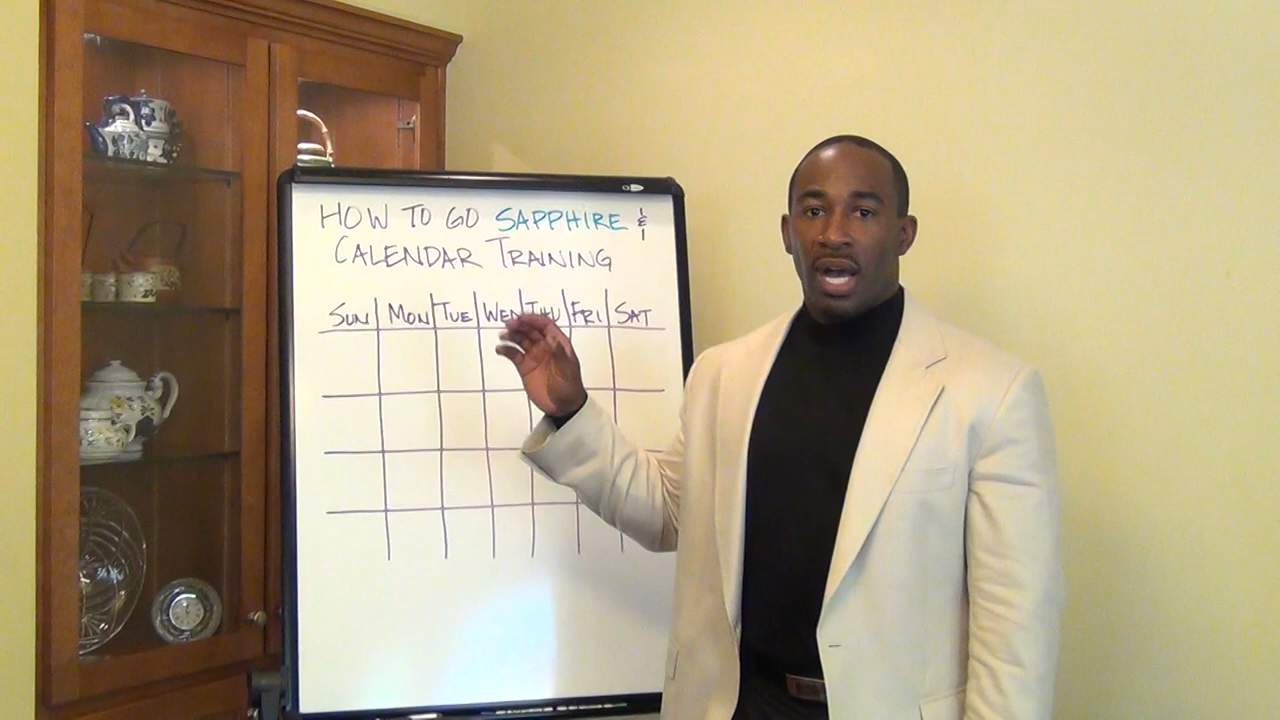 HOW TO GO SAPPHIRE &
CALENDAR TRAINING
SUN MON TUE WEN THU FRI SAT